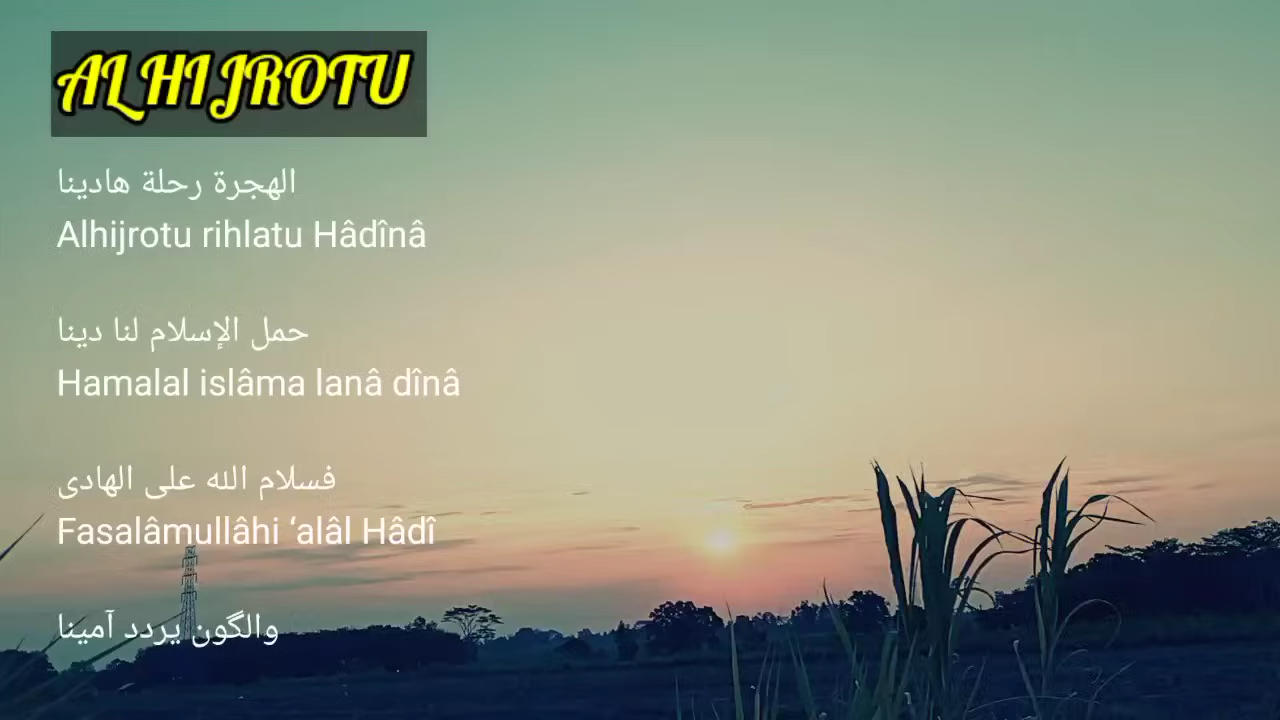 ALHIJROTU
الهجرة رحلة هادينا
Alhijrotu rihlatu Hâdînâ
حمل الإسلام لنا دينا
Hamalal islâma lanâ dînâ
فسلام الله على الهادى
Fasalâmullâhi ‘alâl Hâdî
والگون يردد آمينا